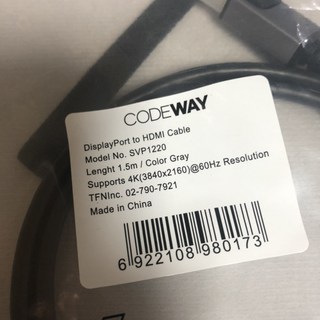 CODEWAY
DisplayPort to HDMI Cable
Model No. SVP1220
Lenght 1.5m / Color Gray
Supports 4K(3840x2160)@60Hz Resolution
TFNInc. 02-790-7921
Made in China
6 922108 980173